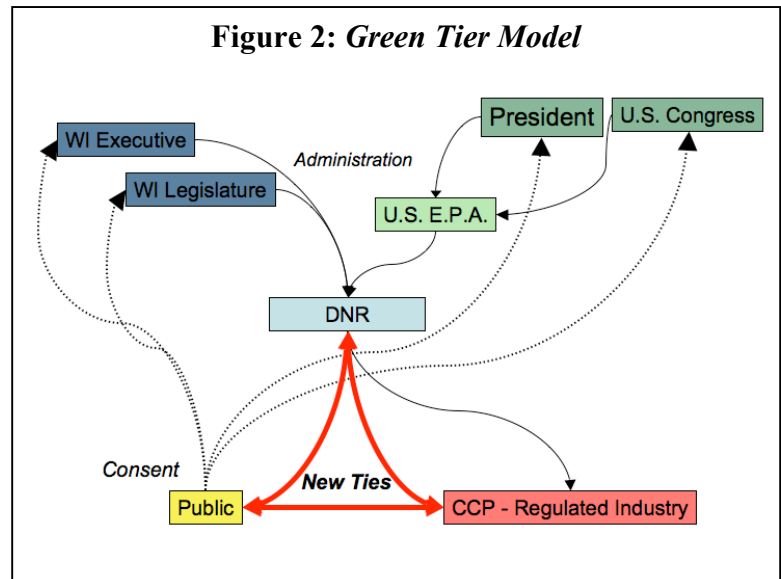 Figure 2: Green Tier Model
President
U.S. Congress
WI Executive
Administration
WI Legislature
U.S. E.P.A.
DNR
Consent
New Ties
Public
CCP - Regulated Industry